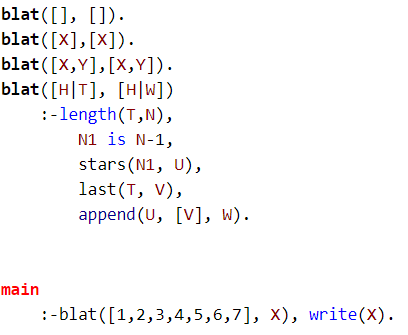 blat([], []).
blat([X],[X]).
blat([X,Y],[X,Y]).
blat([H|T], [H|W])
:-length(T,N),
N1 is N-1,
stars(N1, U),
last(T, V),
append(U, [V], W).
main
:-blat([1,2,3,4,5,6,7], X), write(X).